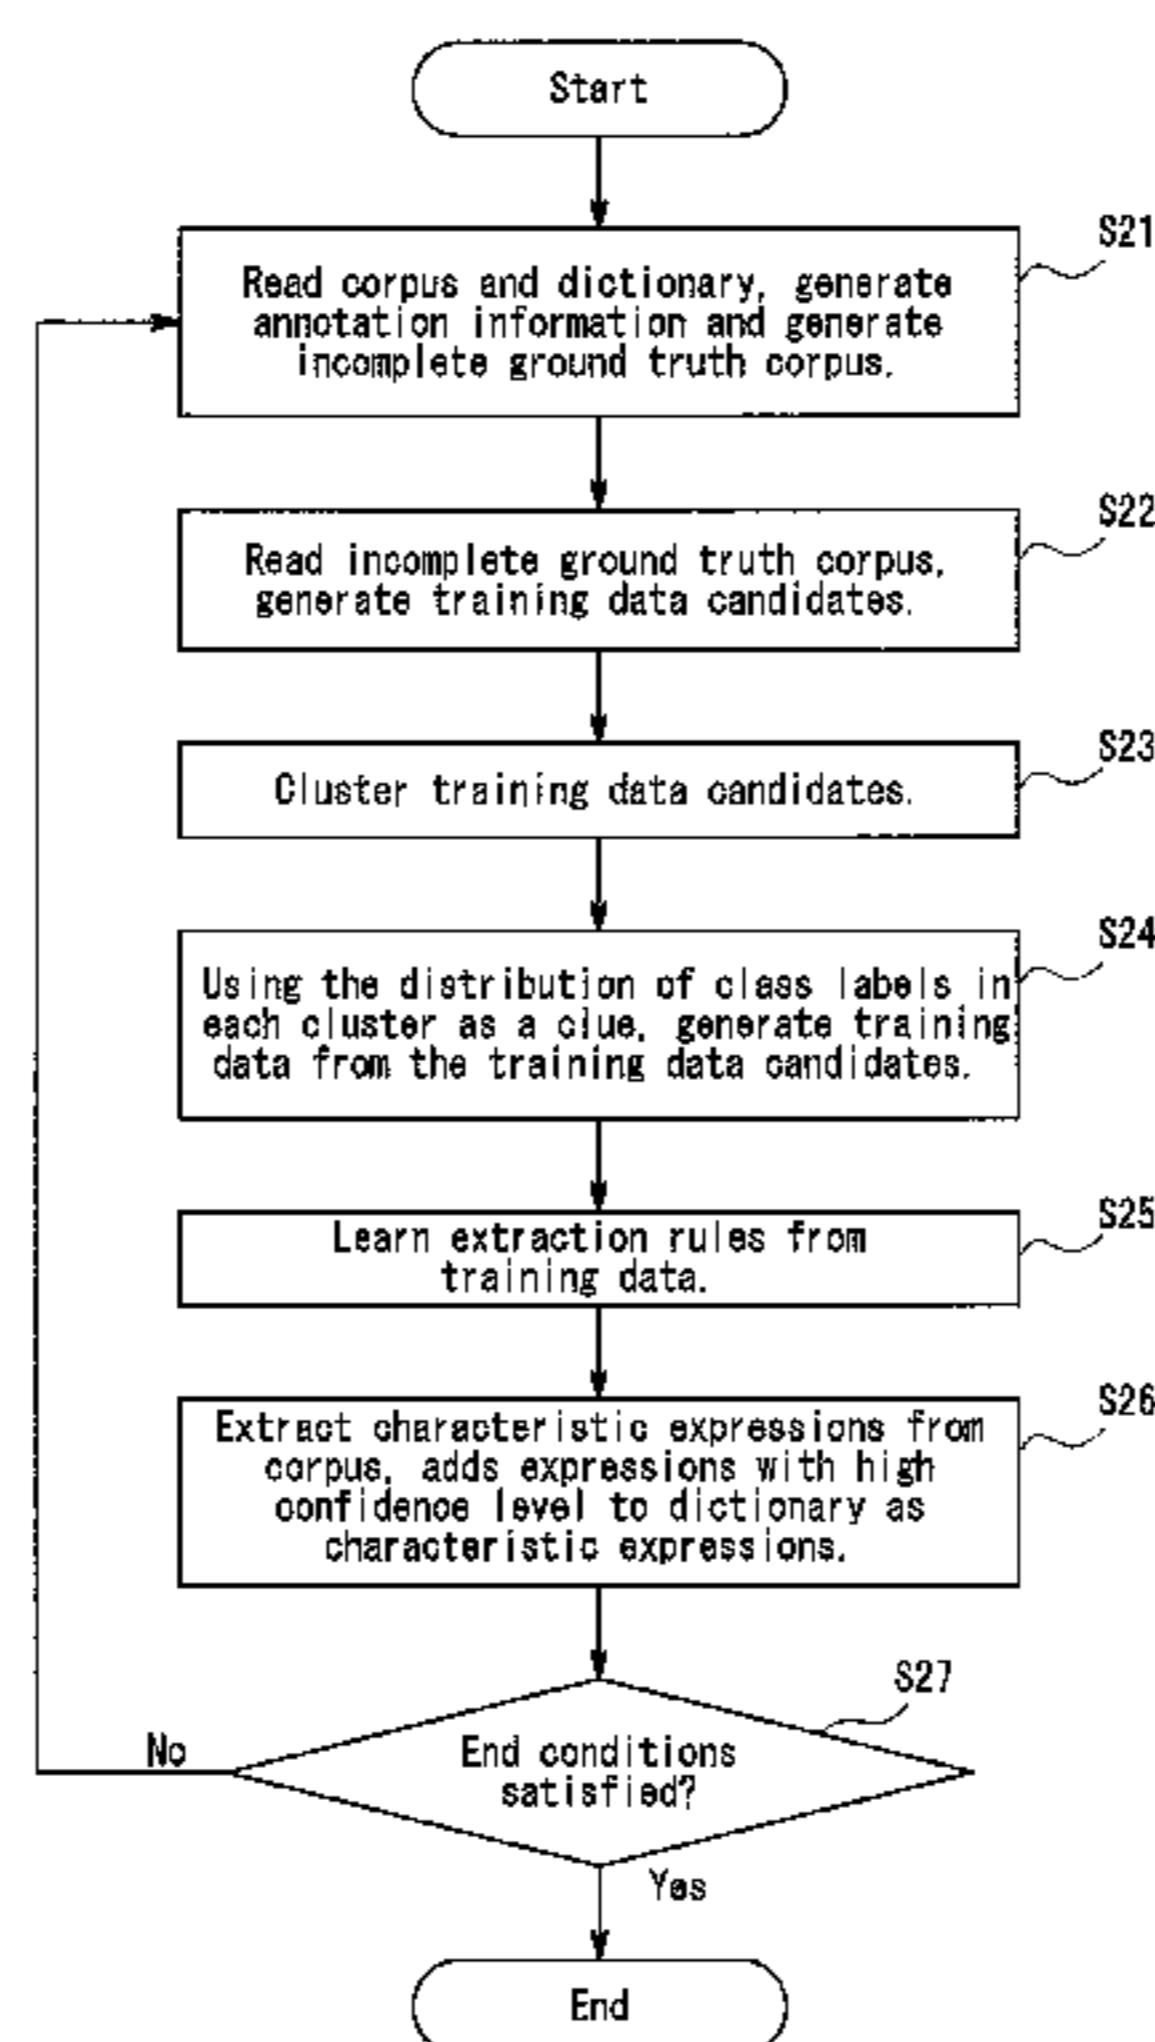 Start
S21
Read corpus and dictionary, generate
annotation information and generate
incomplete ground truth corpus.
S22
Read incomplete ground truth corpus,
generate training data candidates.
S23
Cluster training data candidates.
S24
Using the distribution of class labels in
each cluster as a clue, generate training
data from the training data candidates.
S25
Learn extraction rules from
training data.
S26
Extract characteristic expressions from
corpus, adds expressions with high
confidence level to dictionary as
characteristic expressions.
S27
End conditions
satisfied?
No
Yes
End